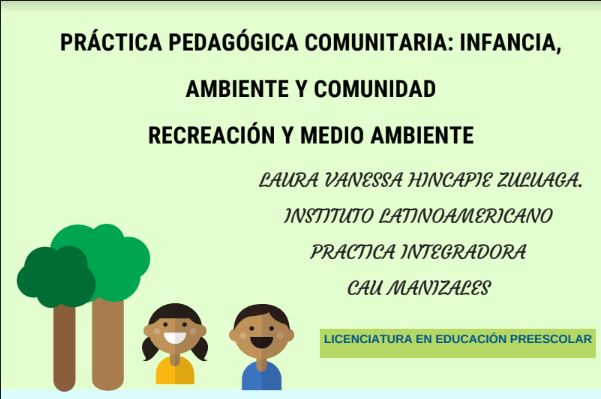 PRÁCTICA PEDAGÓGICA COMUNITARIA: INFANCIA,
AMBIENTE Y COMUNIDAD
RECREACIÓN Y MEDIO AMBIENTE
LAURA VANESSA HINCAPIE ZULUAGA.
INSTITUTO LATINOAMERICANO
PRACTICA INTEGRADORA
CAU MANIZALES
LICENCIATURA EN EDUCACIÓN PREESCOLAR